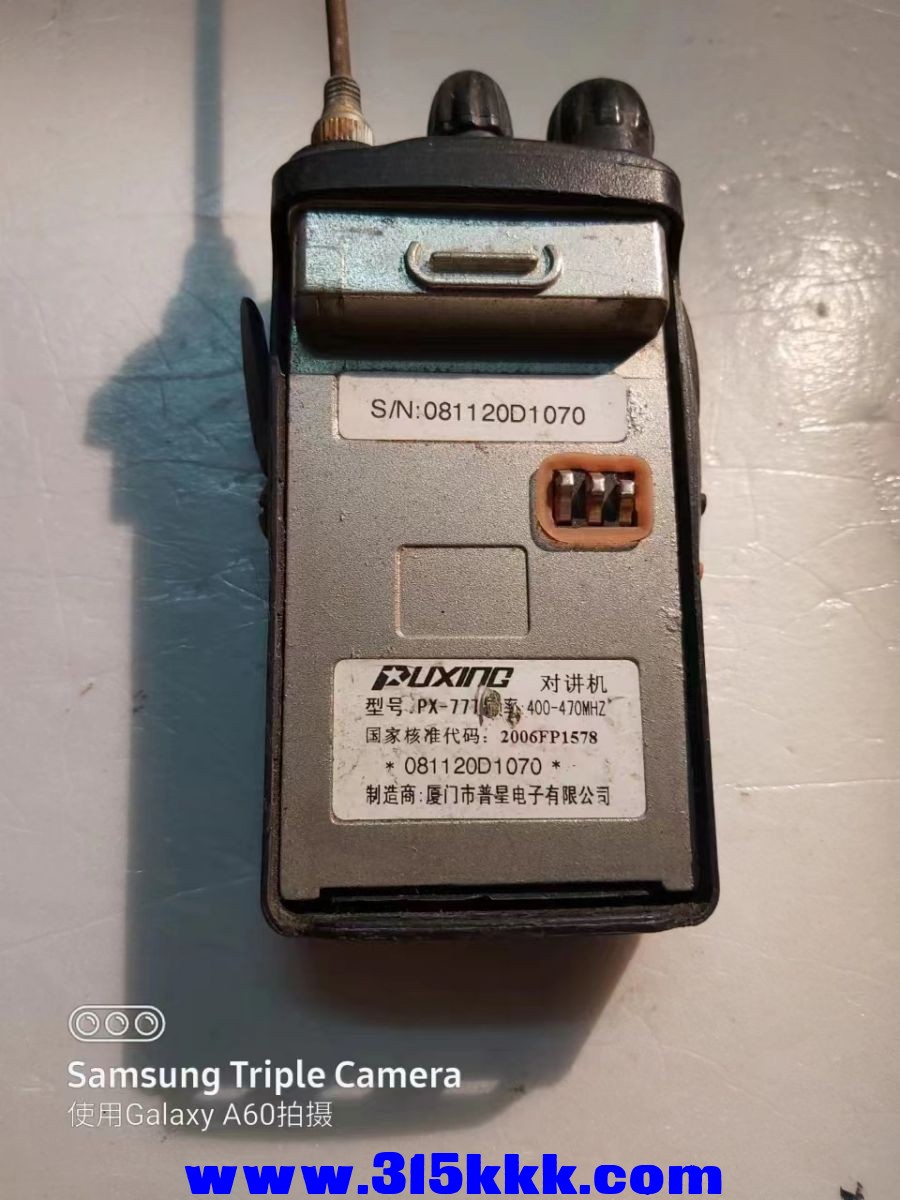 S/N:081120D1070
PUXING 对讲机
型号:PX-777 率:400-470MHZ
国家核准代码: 2006FP1578
* 081120D1070 *
制造商:厦门市普星电子有限公司
Samsung Triple Camera
使用Galaxy A60拍摄
www.315kkk.com